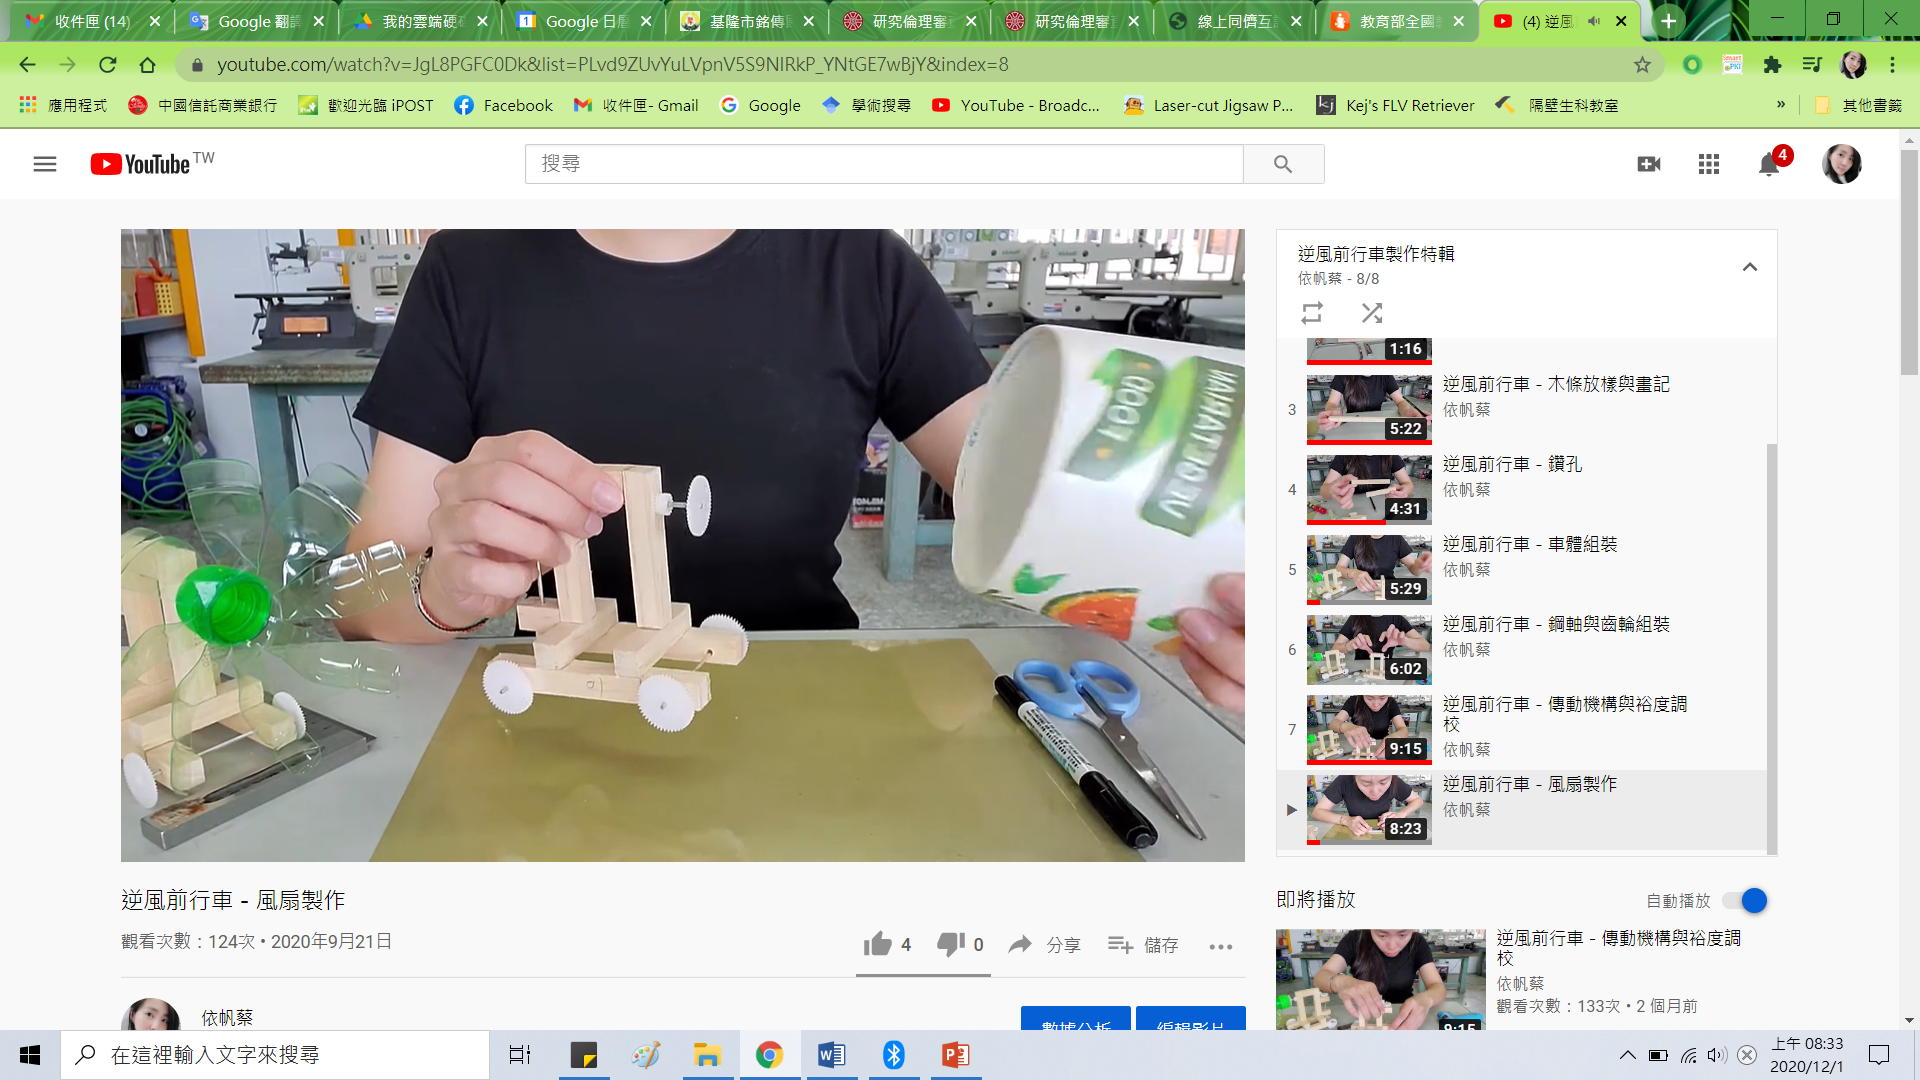 收件匣 (14)
Google 翻譯
我的雲端硬
Google 日
基隆市銘傳
研究倫理審
研究倫理審
線上同儕互
教育部全國
(4) 逆風
youtube.com/watch?v=JgL8PGFC0Dk&list=PLvd9ZUvYuLVpnV5S9NIRkP_YNtGE7wBjY&index=8
應用程式
中國信託商業銀行
歡迎光臨 iPOST
Facebook
收件匣- Gmail
Google
學術搜尋
YouTube - Broadc...
Laser-cut Jigsaw P...
Kej's FLV Retriever
隔壁生科教室
»
其他書籤
YouTube TW
搜尋
4
逆風前行車製作特輯
依帆蔡 - 8/8
1:16
3
逆風前行車 - 木條放樣與畫記
依帆蔡
5:22
4
逆風前行車 - 鑽孔
依帆蔡
4:31
5
逆風前行車 - 車體組裝
依帆蔡
5:29
6
逆風前行車 - 鋼軸與齒輪組裝
依帆蔡
6:02
7
逆風前行車 - 傳動機構與裕度調
校
依帆蔡
9:15
逆風前行車 - 風扇製作
依帆蔡
8:23
逆風前行車 - 風扇製作
觀看次數：124次 • 2020年9月21日
4
0
分享
儲存
依帆蔡
數據分析
編輯影片
即將播放
自動播放
逆風前行車 - 傳動機構與裕度調
校
依帆蔡
觀看次數：133次 • 2 個月前
9:15
在這裡輸入文字來搜尋
上午 08:33
2020/12/1